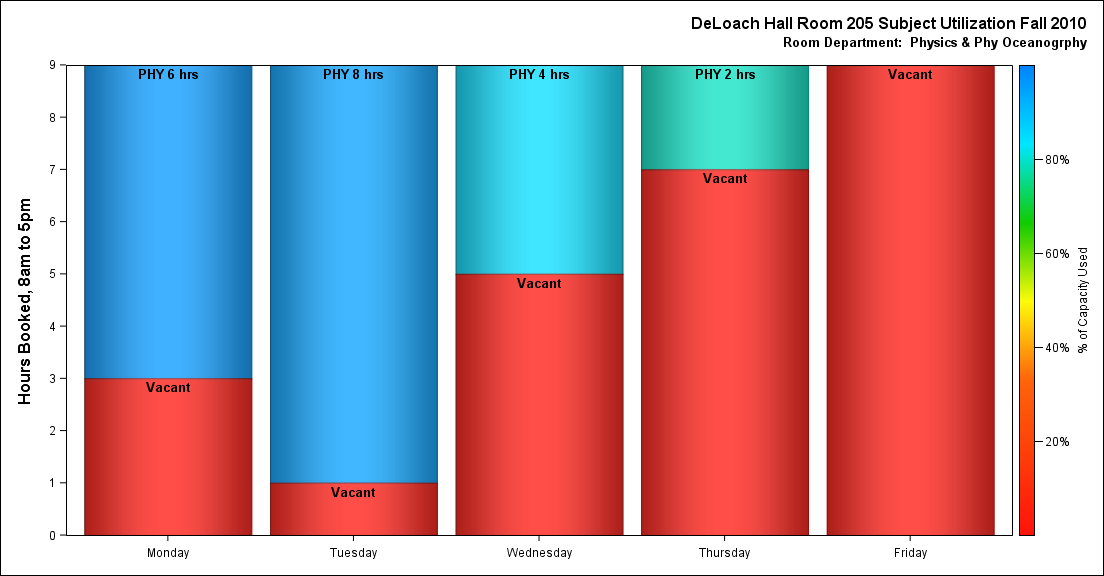 DeLoach Hall Room 205 Subject Utilization Fall 2010
Room Department:  Physics & Phy Oceanogrphy
Hours Booked, 8am to 5pm
9
8
7
6
5
4
3
2
1
0
PHY 6 hrs
Vacant
PHY 8 hrs
Vacant
PHY 4 hrs
Vacant
PHY 2 hrs
Vacant
Vacant
Monday
Tuesday
Wednesday
Thursday
Friday
80%
60%
40%
20%
% of Capacity Used